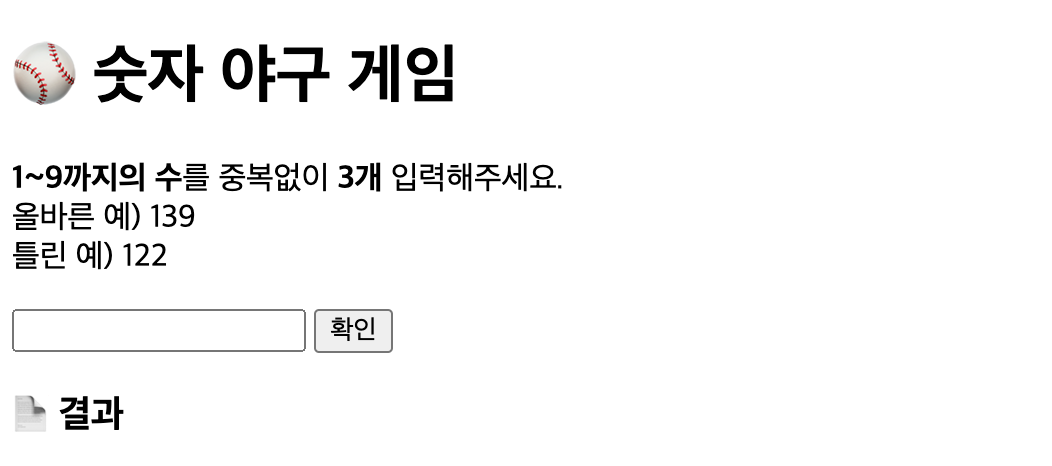 숫자 야구 게임
1~9까지의 수를 중복없이 3개 입력해주세요.
올바른 예) 139
틀린 예) 122
확인
결과